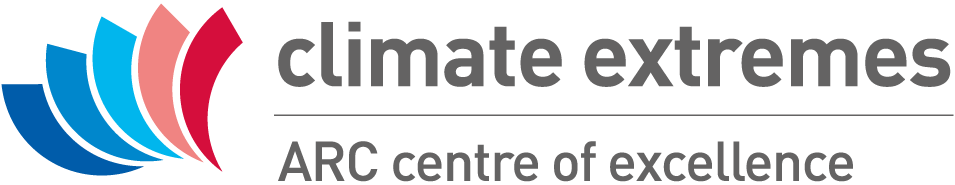 climate extremes
ARC centre of excellence